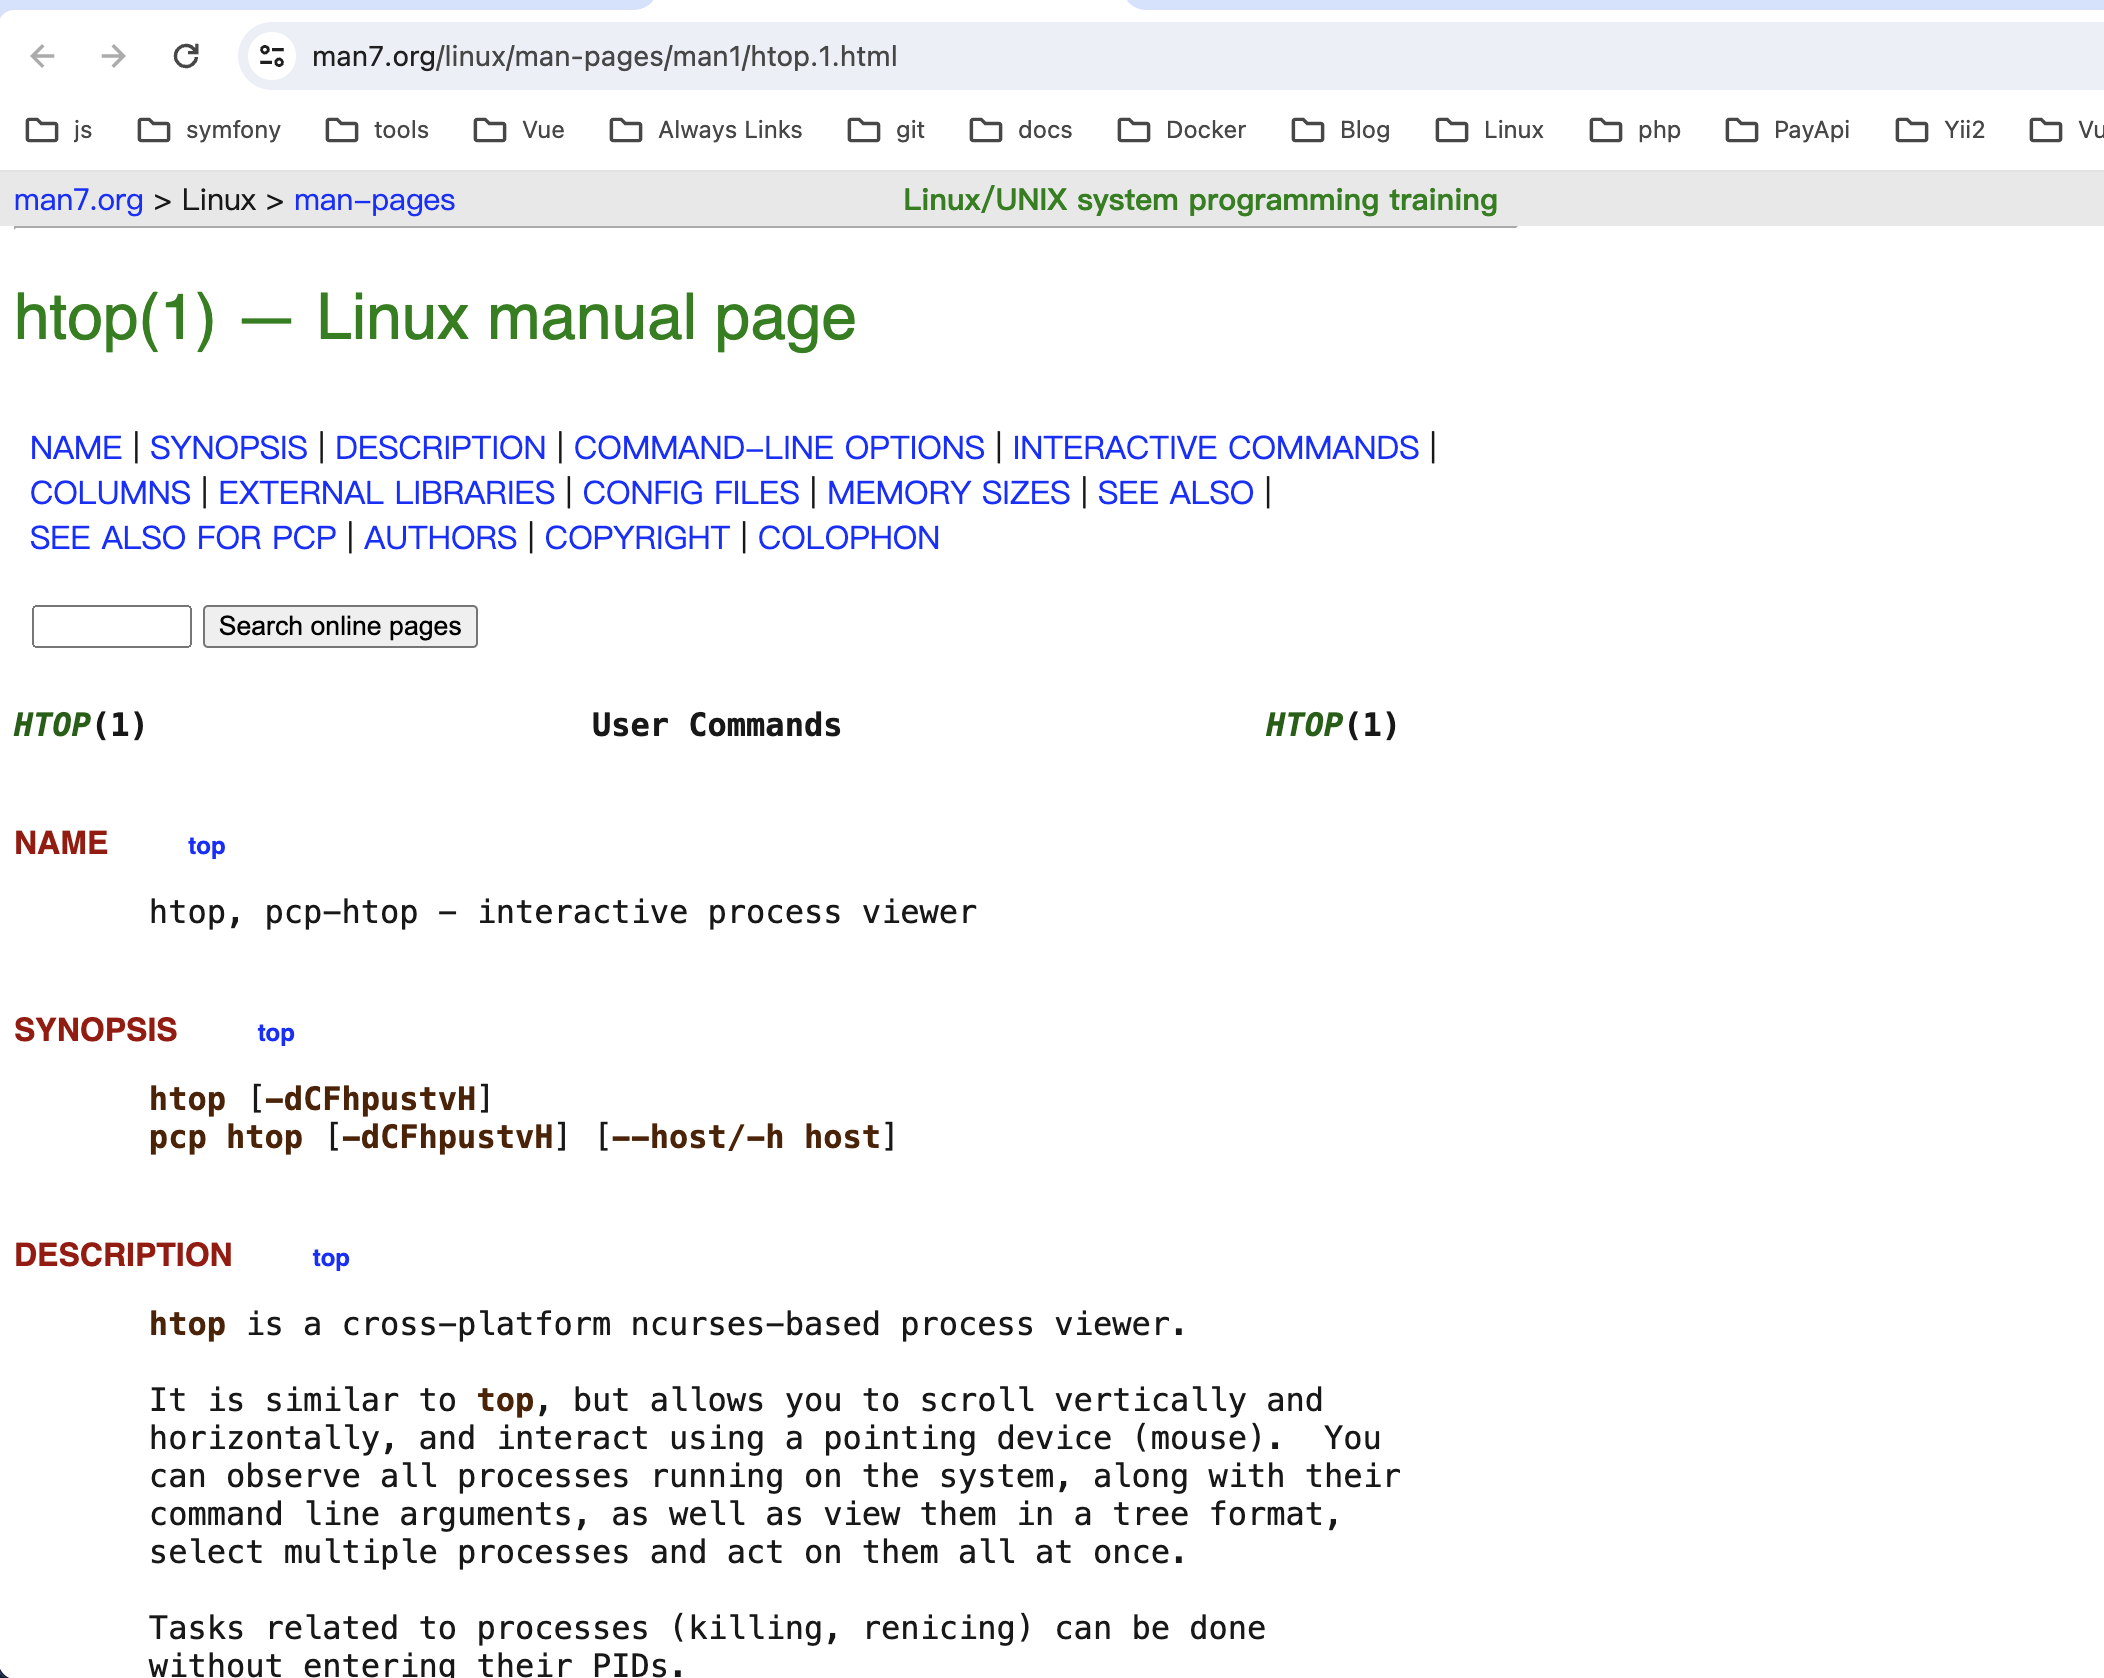 man7.org/linux/man-pages/man1/htop.1.html
js symfony tools Vue Always Links git docs Docker Blog Linux php PayApi Yii2 Vu
man7.org > Linux > man-pages Linux/UNIX system programming training
htop(1) — Linux manual page
NAME | SYNOPSIS | DESCRIPTION | COMMAND-LINE OPTIONS | INTERACTIVE COMMANDS |
COLUMNS | EXTERNAL LIBRARIES | CONFIG FILES | MEMORY SIZES | SEE ALSO |
SEE ALSO FOR PCP | AUTHORS | COPYRIGHT | COLOPHON
Search online pages
HTOP(1) User Commands HTOP(1)
NAME top
htop, pcp-htop - interactive process viewer
SYNOPSIS top
htop [-dCFhpustvH]
pcp htop [-dCFhpustvH] [--host/-h host]
DESCRIPTION top
htop is a cross-platform ncurses-based process viewer.
It is similar to top, but allows you to scroll vertically and
horizontally, and interact using a pointing device (mouse).  You
can observe all processes running on the system, along with their
command line arguments, as well as view them in a tree format,
select multiple processes and act on them all at once.
Tasks related to processes (killing, renicing) can be done
without entering their PIDs.